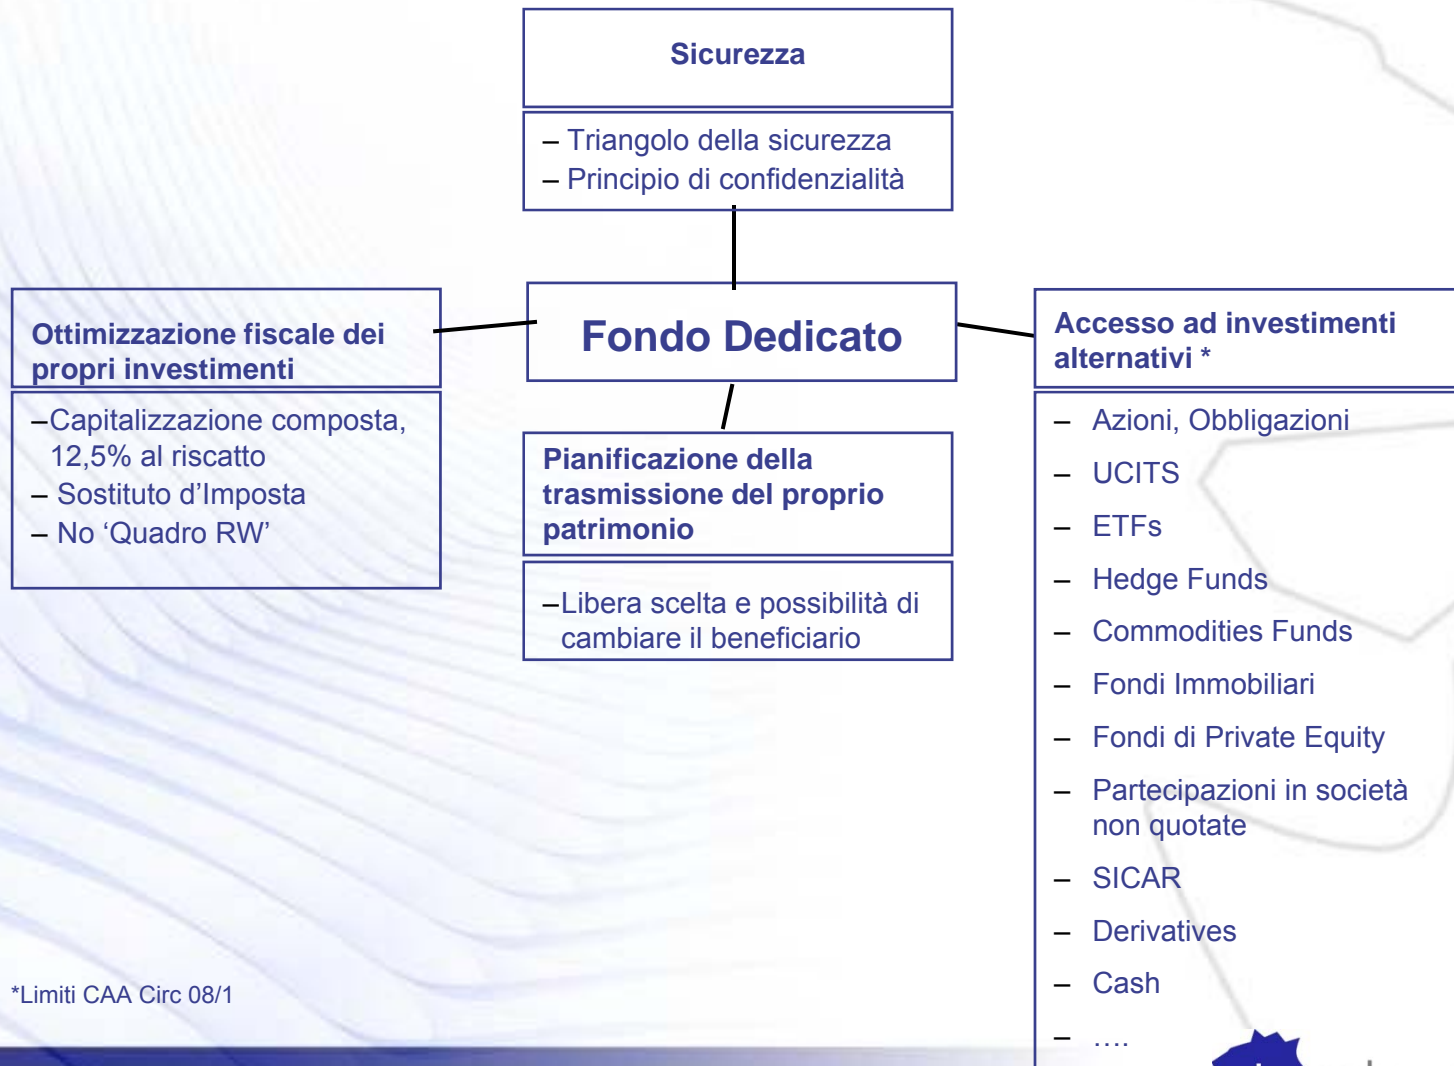 Sicurezza
– Triangolo della sicurezza
– Principio di confidenzialità
Fondo Dedicato
Ottimizzazione fiscale dei
propri investimenti
–Capitalizzazione composta,
12,5% al riscatto
– Sostituto d'Imposta
– No ‘Quadro RW’
Pianificazione della
trasmissione del proprio
patrimonio
–Libera scelta e possibilità di
cambiare il beneficiario
Accesso ad investimenti
alternativi *
– Azioni, Obbligazioni
– UCITS
– ETFs
– Hedge Funds
– Commodities Funds
– Fondi Immobiliari
– Fondi di Private Equity
– Partecipazioni in società
non quotate
– SICAR
– Derivatives
– Cash
– ….
*Limiti CAA Circ 08/1